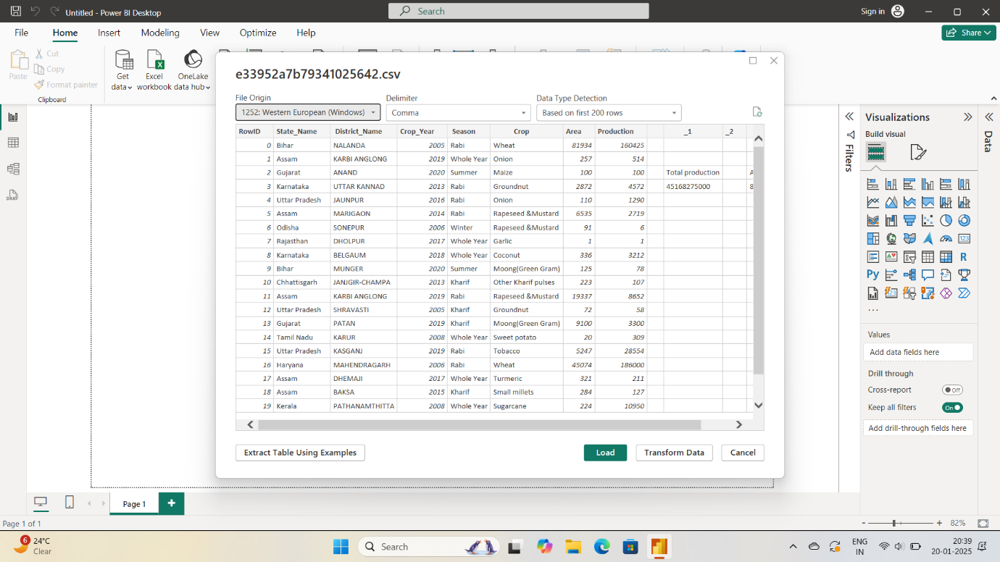 Untitled - Power BI Desktop
Search
Sign in
File Home Insert Modeling View Optimize Help
Share
Paste
Cut
Copy
Format painter
Clipboard
Get data
Excel workbook
OneLake data hub
e33952a7b79341025642.csv
File Origin
1252: Western European (Windows)
Delimiter
Comma
Data Type Detection
Based on first 200 rows
RowID State_Name District_Name Crop_Year Season Crop Area Production _1 _2
0 Bihar NALANDA 2005 Rabi Wheat 81934 160425
1 Assam KARBI ANGLONG 2019 Whole Year Onion 257 514
2 Gujarat ANAND 2020 Summer Maize 100 100 Total production A
3 Karnataka UTTAR KANNAD 2013 Rabi Groundnut 2872 4572 45168275000 8
4 Uttar Pradesh JAUNPUR 2016 Rabi Onion 110 1290
5 Assam MARIGAON 2014 Rabi Rapeseed &Mustard 6535 2719
6 Odisha SONEPUR 2006 Winter Rapeseed &Mustard 91 6
7 Rajasthan DHOLPUR 2017 Whole Year Garlic 1 1
8 Karnataka BELGAUM 2018 Whole Year Coconut 336 3212
9 Bihar MUNGER 2020 Summer Moong(Green Gram) 125 78
10 Chhattisgarh JANJGIR-CHAMPA 2013 Kharif Other Kharif pulses 223 107
11 Assam KARBI ANGLONG 2019 Rabi Rapeseed &Mustard 19337 8652
12 Uttar Pradesh SHRAVASTI 2005 Kharif Groundnut 72 58
13 Gujarat PATAN 2019 Kharif Moong(Green Gram) 9100 3300
14 Tamil Nadu KARUR 2008 Whole Year Sweet potato 20 309
15 Uttar Pradesh KASGANJ 2019 Rabi Tobacco 5247 28554
16 Haryana MAHENDRAGARH 2006 Rabi Wheat 45074 186000
17 Assam DHEMAJI 2017 Whole Year Turmeric 321 211
18 Assam BAKSA 2015 Kharif Small millets 284 127
19 Kerala PATHANAMTHITTA 2008 Whole Year Sugarcane 224 10950
Extract Table Using Examples
Load
Transform Data
Cancel
Filters
Visualizations
Build visual
123
R
Py
Values
Add data fields here
Drill through
Cross-report
Off
Keep all filters
On
Add drill-through fields here
Data
DAX
Page 1
Page 1 of 1
82%
6
24°C
Clear
Search
ENG
IN
20:39
20-01-2025